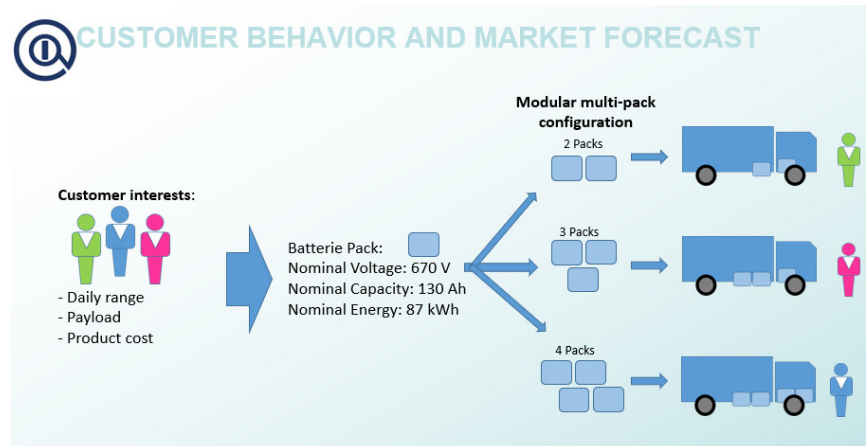 CUSTOMER BEHAVIOR AND MARKET FORECAST
Modular multi-pack
configuration
2 Packs
Customer interests:
- Daily range
- Payload
- Product cost
Batterie Pack:
Nominal Voltage: 670 V
Nominal Capacity: 130 Ah
Nominal Energy: 87 kWh
3 Packs
4 Packs